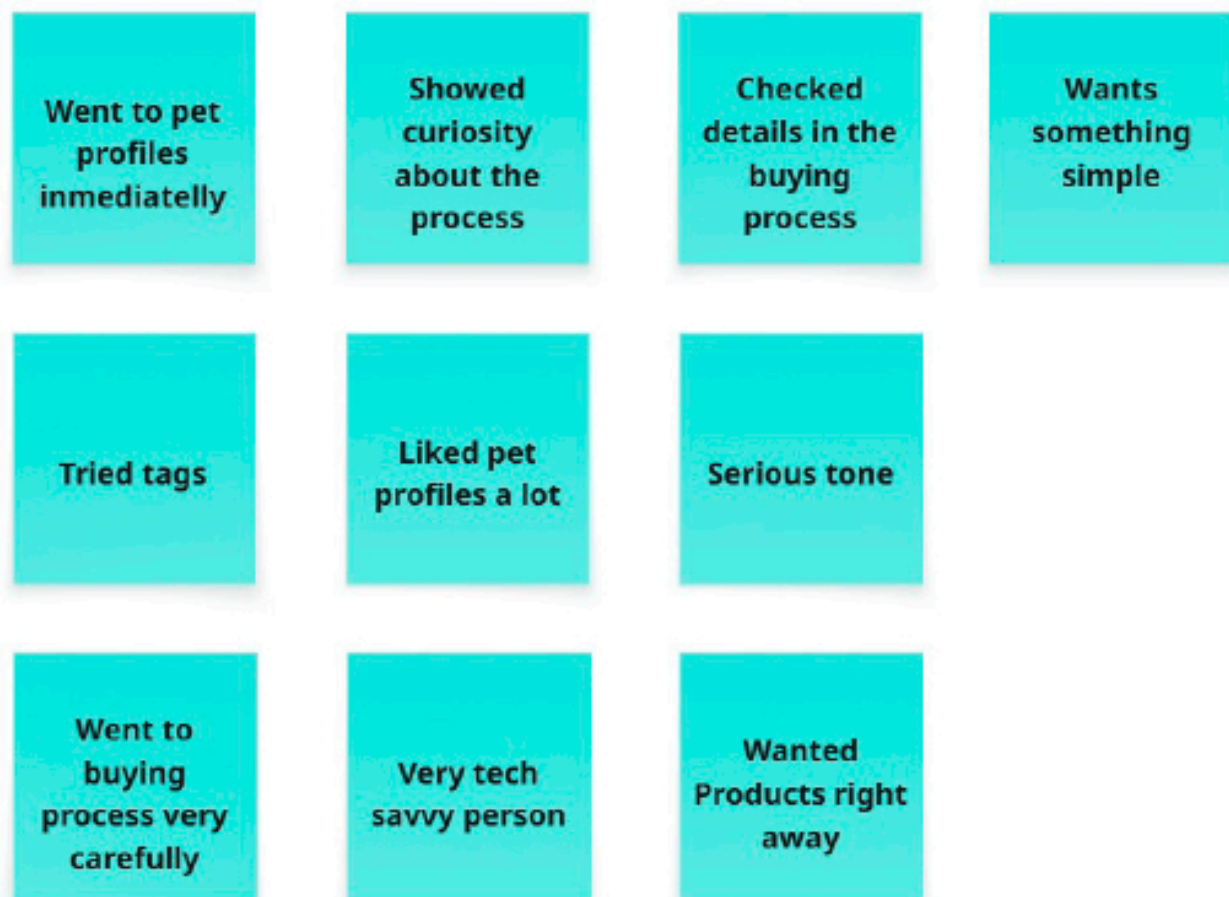 Went to pet
profiles
inmediatelly
Showed
curiosity
about the
process
Checked
details in the
buying
process
Wants
something
simple
Tried tags
Liked pet
profiles a lot
Serious tone
Went to
buying
process very
carefully
Very tech
savvy person
Wanted
Products right
away